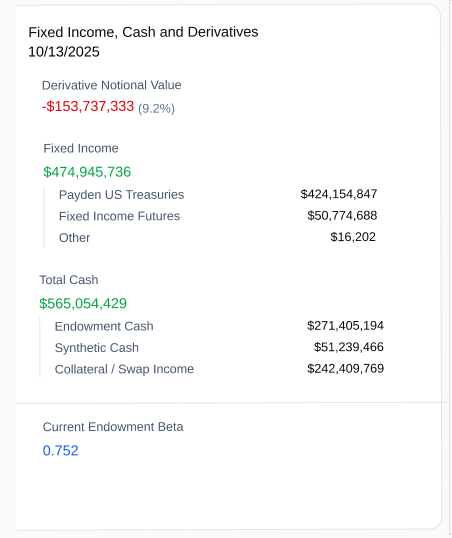 Fixed Income, Cash and Derivatives
10/13/2025
Derivative Notional Value
-$153,737,333 (9.2%)
Fixed Income
$474,945,736
Payden US Treasuries $424,154,847
Fixed Income Futures $50,774,688
Other $16,202
Total Cash
$565,054,429
Endowment Cash $271,405,194
Synthetic Cash $51,239,466
Collateral / Swap Income $242,409,769
Current Endowment Beta
0.752